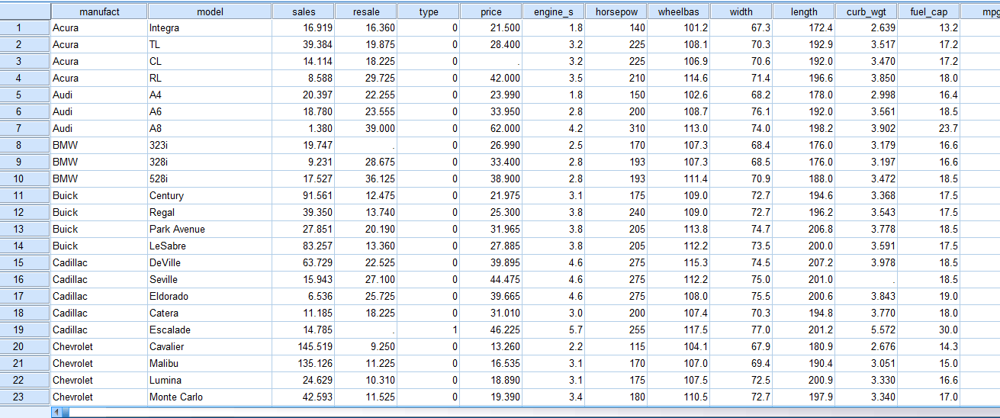 manufact model sales resale type price engine_s horsepow wheelbas width length curb_wgt fuel_cap mpg
1 Acura Integra 16.919 16.360 0 21.500 1.8 140 101.2 67.3 172.4 2.639 13.2
2 Acura TL 39.384 19.875 0 28.400 3.2 225 108.1 70.3 192.9 3.517 17.2
3 Acura CL 14.114 18.225 0 . 3.2 225 106.9 70.6 192.0 3.470 17.2
4 Acura RL 8.588 29.725 0 42.000 3.5 210 114.6 71.4 196.6 3.850 18.0
5 Audi A4 20.397 22.255 0 23.990 1.8 150 102.6 68.2 178.0 2.998 16.4
6 Audi A6 18.780 23.555 0 33.950 2.8 200 108.7 76.1 192.0 3.561 18.5
7 Audi A8 1.380 39.000 0 62.000 4.2 310 113.0 74.0 198.2 3.902 23.7
8 BMW 323i 19.747 . 0 26.990 2.5 170 107.3 68.4 176.0 3.179 16.6
9 BMW 328i 9.231 28.675 0 33.400 2.8 193 107.3 68.5 176.0 3.197 16.6
10 BMW 528i 17.527 36.125 0 38.900 2.8 193 111.4 70.9 188.0 3.472 18.5
11 Buick Century 91.561 12.475 0 21.975 3.1 175 109.0 72.7 194.6 3.368 17.5
12 Buick Regal 39.350 13.740 0 25.300 3.8 240 109.0 72.7 196.2 3.543 17.5
13 Buick Park Avenue 27.851 20.190 0 31.965 3.8 205 113.8 74.7 206.8 3.778 18.5
14 Buick LeSabre 83.257 13.360 0 27.885 3.8 205 112.2 73.5 200.0 3.591 17.5
15 Cadillac DeVille 63.729 22.525 0 39.895 4.6 275 115.3 74.5 207.2 3.978 18.5
16 Cadillac Seville 15.943 27.100 0 44.475 4.6 275 112.2 75.0 201.0 . 18.5
17 Cadillac Eldorado 6.536 25.725 0 39.665 4.6 275 108.0 75.5 200.6 3.843 19.0
18 Cadillac Catera 11.185 18.225 0 31.010 3.0 200 107.4 70.3 194.8 3.770 18.0
19 Cadillac Escalade 14.785 . 1 46.225 5.7 255 117.5 77.0 201.2 5.572 30.0
20 Chevrolet Cavalier 145.519 9.250 0 13.260 2.2 115 104.1 67.9 180.9 2.676 14.3
21 Chevrolet Malibu 135.126 11.225 0 16.535 3.1 170 107.0 69.4 190.4 3.051 15.0
22 Chevrolet Lumina 24.629 10.310 0 18.890 3.1 175 107.5 72.5 200.9 3.330 16.6
23 Chevrolet Monte Carlo 42.593 11.525 0 19.390 3.4 180 110.5 72.7 197.9 3.340 17.0